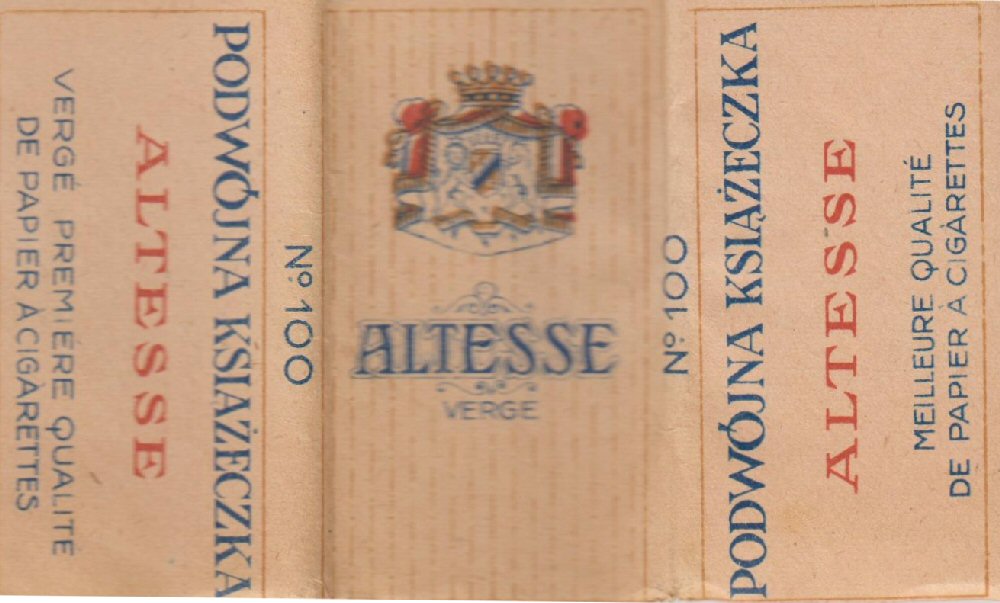 PODWÓJNA KSIĄŻECZKA
ALTESSE
VERGÉ PREMIÈRE QUALITÉ
DE PAPIER À CIGARETTES
Nº 100
ALTESSE
VERGE
Nº 100
PODWÓJNA KSIĄŻECZKA
ALTESSE
MEILLEURE QUALITÉ
DE PAPIER À CIGARETTES